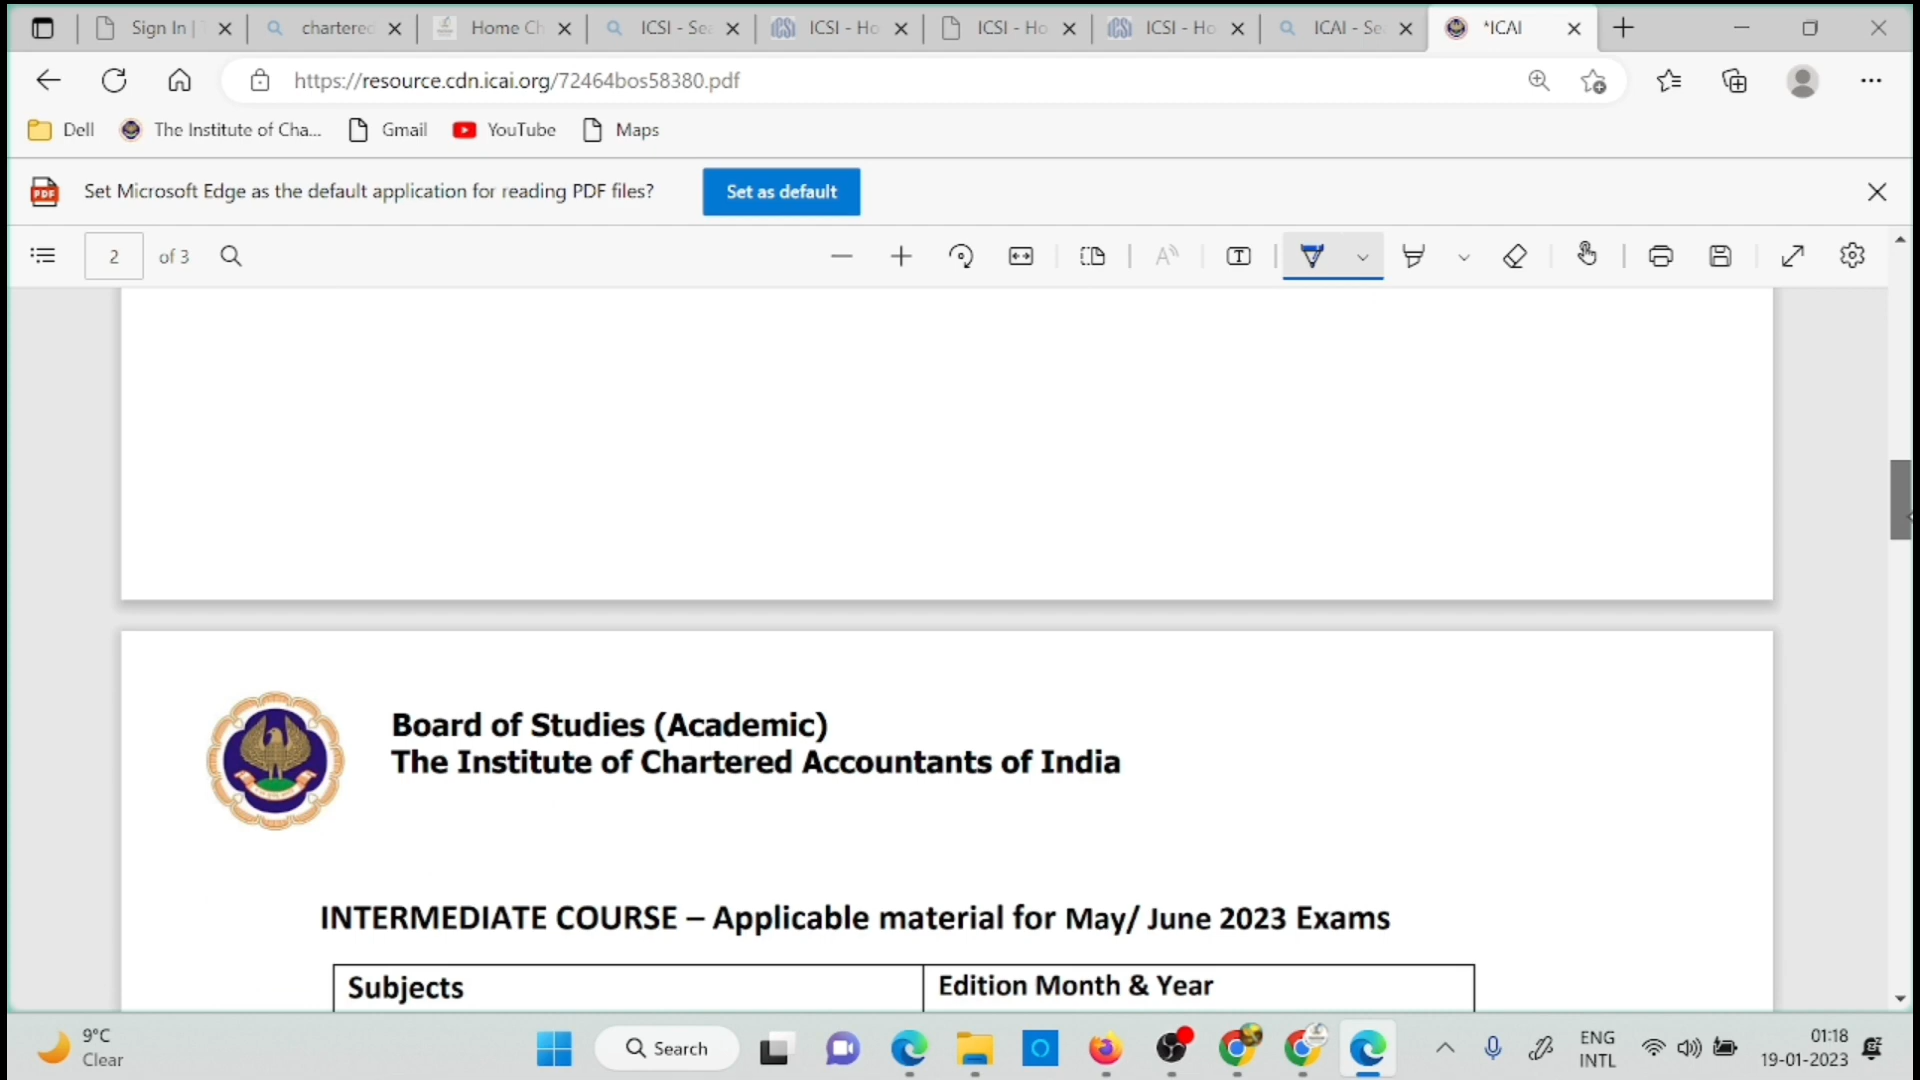 Sign In |
chartered
Home Ch
ICSI - Se
ICSI - Ho
ICSI - Ho
ICSI - Ho
ICAI - Se
*ICAI
https://resource.cdn.icai.org/72464bos58380.pdf
Dell
The Institute of Cha...
Gmail
YouTube
Maps
PDF
Set Microsoft Edge as the default application for reading PDF files?
Set as default
2 of 3
Board of Studies (Academic)
The Institute of Chartered Accountants of India
INTERMEDIATE COURSE – Applicable material for May/ June 2023 Exams
Subjects
Edition Month & Year
9°C
Clear
Search
ENG
INTL
01:18
19-01-2023